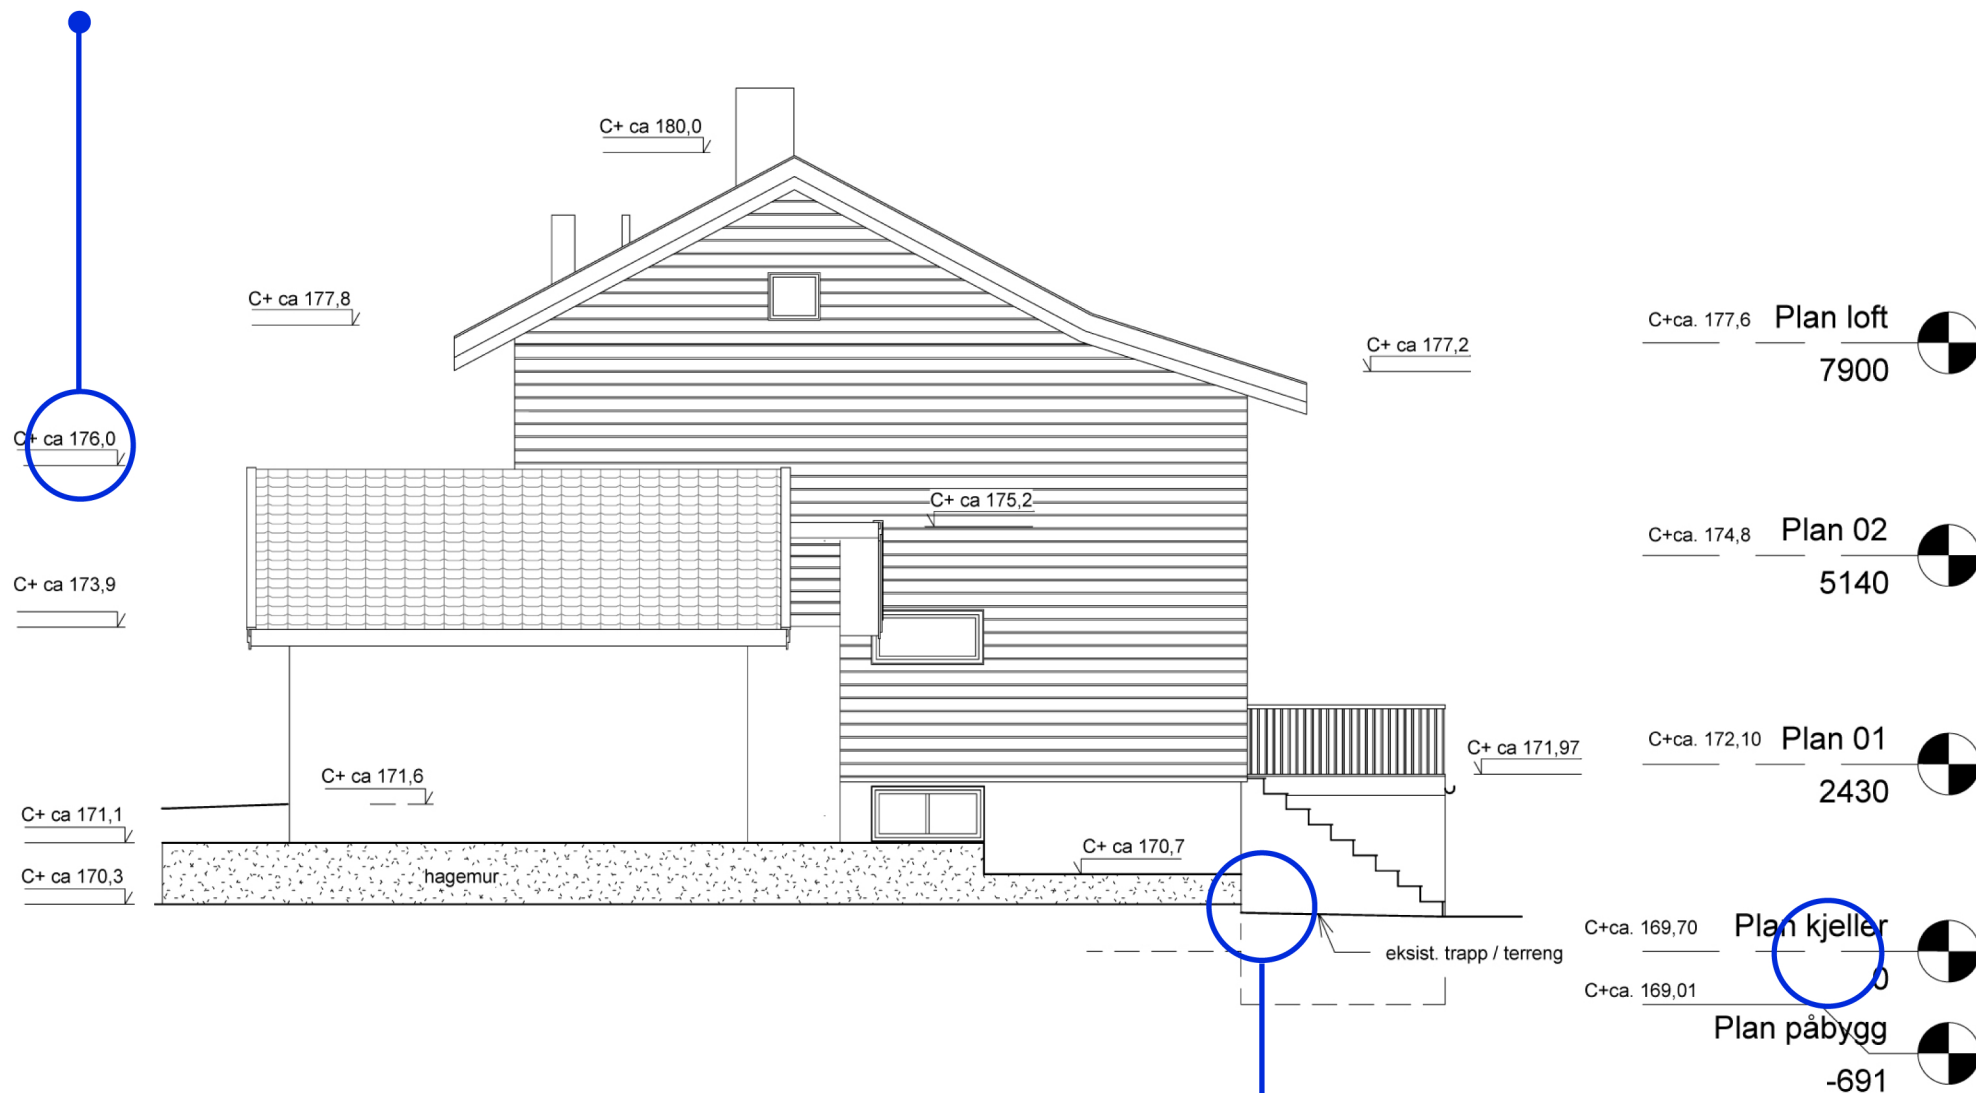 C+ ca 180,0
C+ ca 177,8
C+ca. 177,6 Plan loft
C+ ca 177,2
7900
C+ ca 176,0
C+ ca 175,2
C+ca. 174,8 Plan 02
5140
C+ ca 173,9
C+ ca 171,97
C+ca. 172,10 Plan 01
2430
C+ ca 171,6
C+ ca 171,1
C+ ca 170,7
C+ ca 170,3
hagemur
C+ca. 169,70 Plan kjeller
eksist. trapp / terreng
0
C+ca. 169,01
Plan påbygg
-691